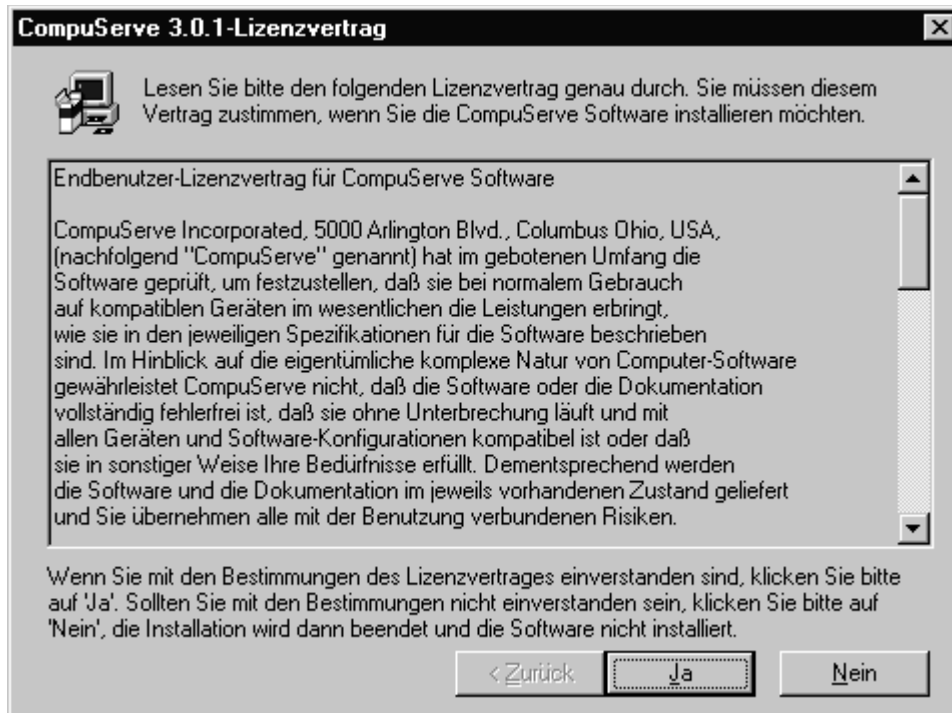 CompuServe 3.0.1-Lizenzvertrag
Lesen Sie bitte den folgenden Lizenzvertrag genau durch. Sie müssen diesem
Vertrag zustimmen, wenn Sie die CompuServe Software installieren möchten.
Endbenutzer-Lizenzvertrag für CompuServe Software
CompuServe Incorporated, 5000 Arlington Blvd., Columbus Ohio, USA,
(nachfolgend "CompuServe" genannt) hat im gebotenen Umfang die
Software geprüft, um festzustellen, daß sie bei normalem Gebrauch
auf kompatiblen Geräten im wesentlichen die Leistungen erbringt,
wie sie in den jeweiligen Spezifikationen für die Software beschrieben
sind. Im Hinblick auf die eigentümliche komplexe Natur von Computer-Software
gewährleistet CompuServe nicht, daß die Software oder die Dokumentation
vollständig fehlerfrei ist, daß sie ohne Unterbrechung läuft und mit
allen Geräten und Software-Konfigurationen kompatibel ist oder daß
sie in sonstiger Weise Ihre Bedürfnisse erfüllt. Dementsprechend werden
die Software und die Dokumentation im jeweils vorhandenen Zustand geliefert
und Sie übernehmen alle mit der Benutzung verbundenen Risiken.
Wenn Sie mit den Bestimmungen des Lizenzvertrages einverstanden sind, klicken Sie bitte
auf 'Ja'. Sollten Sie mit den Bestimmungen nicht einverstanden sein, klicken Sie bitte auf
'Nein', die Installation wird dann beendet und die Software nicht installiert.
< Zurück Ja Nein